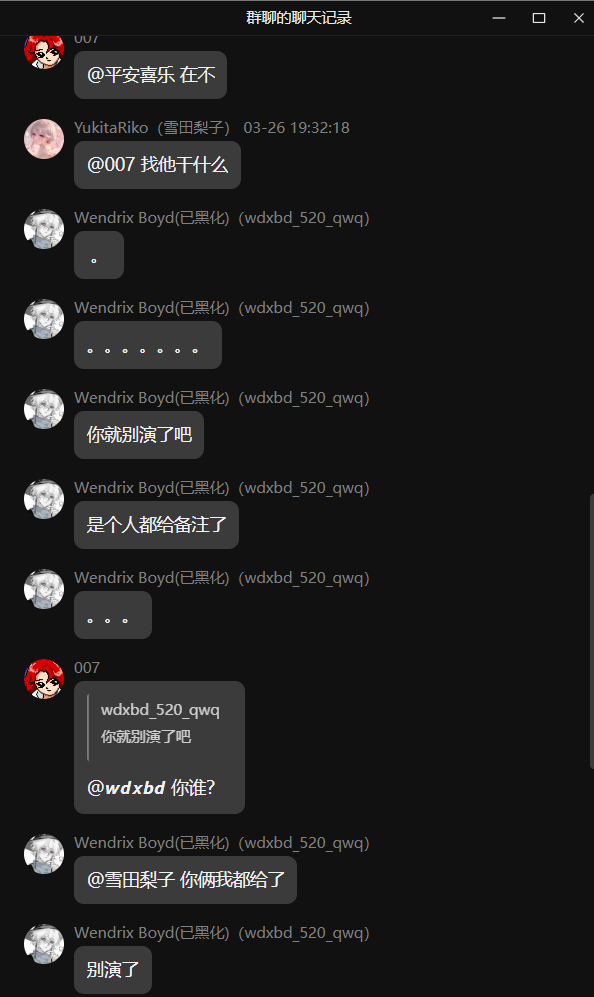 群聊的聊天记录
007
@平安喜乐 在不
YukitaRiko（雪田梨子） 03-26 19:32:18
@007 找他干什么
Wendrix Boyd(已黑化)（wdxbd_520_qwq）
。
Wendrix Boyd(已黑化)（wdxbd_520_qwq）
。。。。。。。
Wendrix Boyd(已黑化)（wdxbd_520_qwq）
你就别演了吧
Wendrix Boyd(已黑化)（wdxbd_520_qwq）
是个人都给备注了
Wendrix Boyd(已黑化)（wdxbd_520_qwq）
。。。
007
wdxbd_520_qwq
你就别演了吧
@𝙬𝙙𝙭𝙗𝙙 你谁?
Wendrix Boyd(已黑化)（wdxbd_520_qwq）
@雪田梨子 你俩我都给了
Wendrix Boyd(已黑化)（wdxbd_520_qwq）
别演了